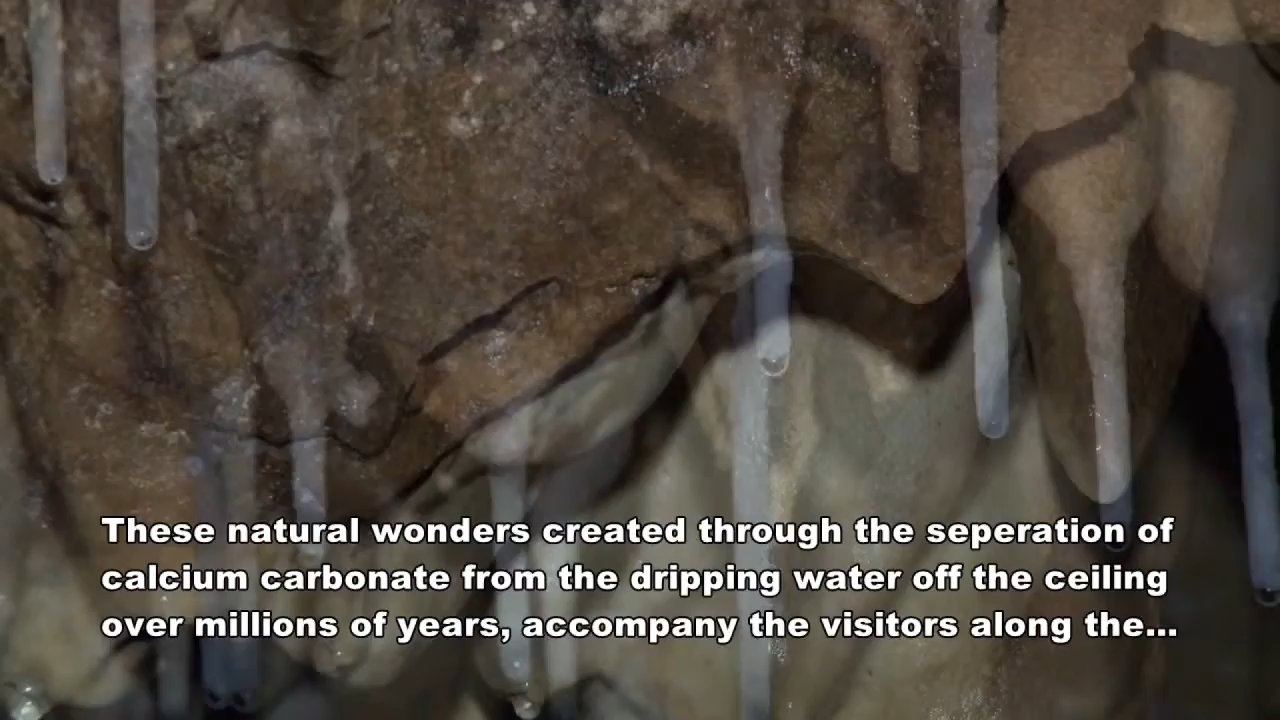 These natural wonders created through the seperation of
calcium carbonate from the dripping water off the ceiling
over millions of years, accompany the visitors along the...